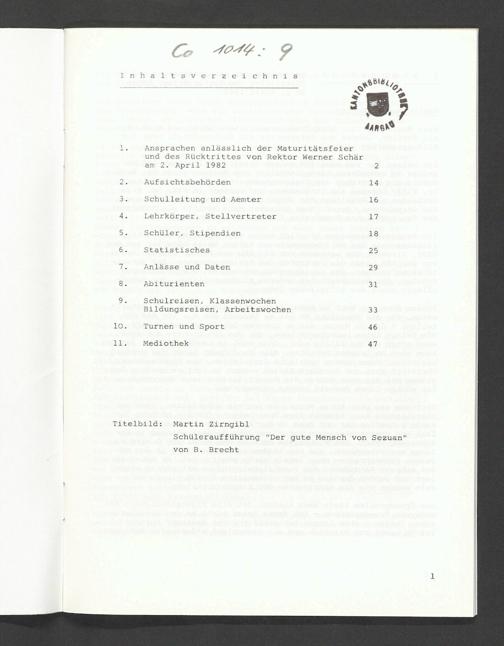 Co 1014: 9
Inhaltsverzeichnis
KANTONSBIBLIOTHEK
AARGAU
1. Ansprachen anlässlich der Maturitätsfeier
und des Rücktrittes von Rektor Werner Schär
am 2. April 1982 2
2. Aufsichtsbehörden 14
3. Schulleitung und Aemter 16
4. Lehrkörper, Stellvertreter 17
5. Schüler, Stipendien 18
6. Statistisches 25
7. Anlässe und Daten 29
8. Abiturienten 31
9. Schulreisen, Klassenwochen
Bildungsreisen, Arbeitswochen 33
10. Turnen und Sport 46
11. Mediothek 47
Titelbild: Martin Zirngibl
Schüleraufführung "Der gute Mensch von Sezuan"
von B. Brecht
1